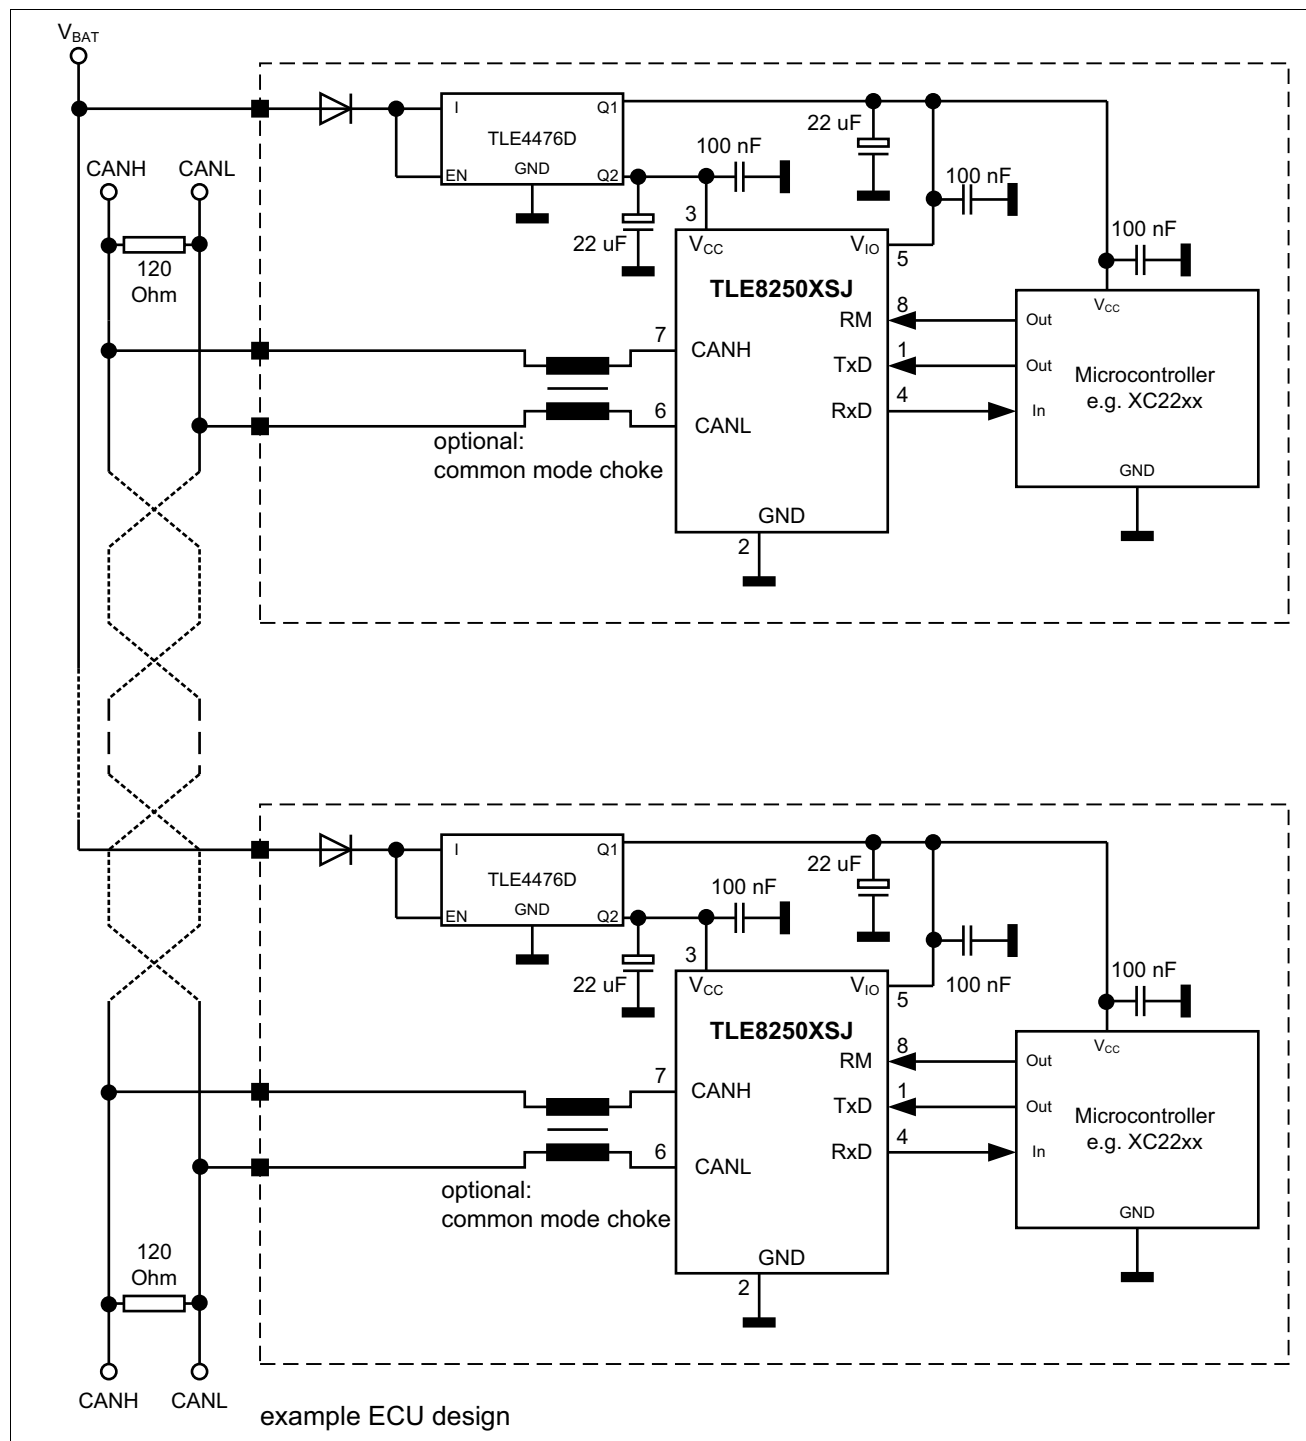 VBAT
CANH
CANL
120
Ohm
I
Q1
TLE4476D
EN
GND
Q2
22 uF
100 nF
22 uF
100 nF
100 nF
3
VCC
VIO
5
TLE8250XSJ
RM
8
TxD
1
RxD
4
7
CANH
6
CANL
GND
2
optional:
common mode choke
VCC
Out
Out
In
Microcontroller
e.g. XC22xx
GND
I
Q1
TLE4476D
EN
GND
Q2
22 uF
100 nF
22 uF
100 nF
100 nF
3
VCC
VIO
5
TLE8250XSJ
RM
8
TxD
1
RxD
4
7
CANH
6
CANL
GND
2
optional:
common mode choke
VCC
Out
Out
In
Microcontroller
e.g. XC22xx
GND
120
Ohm
CANH
CANL
example ECU design